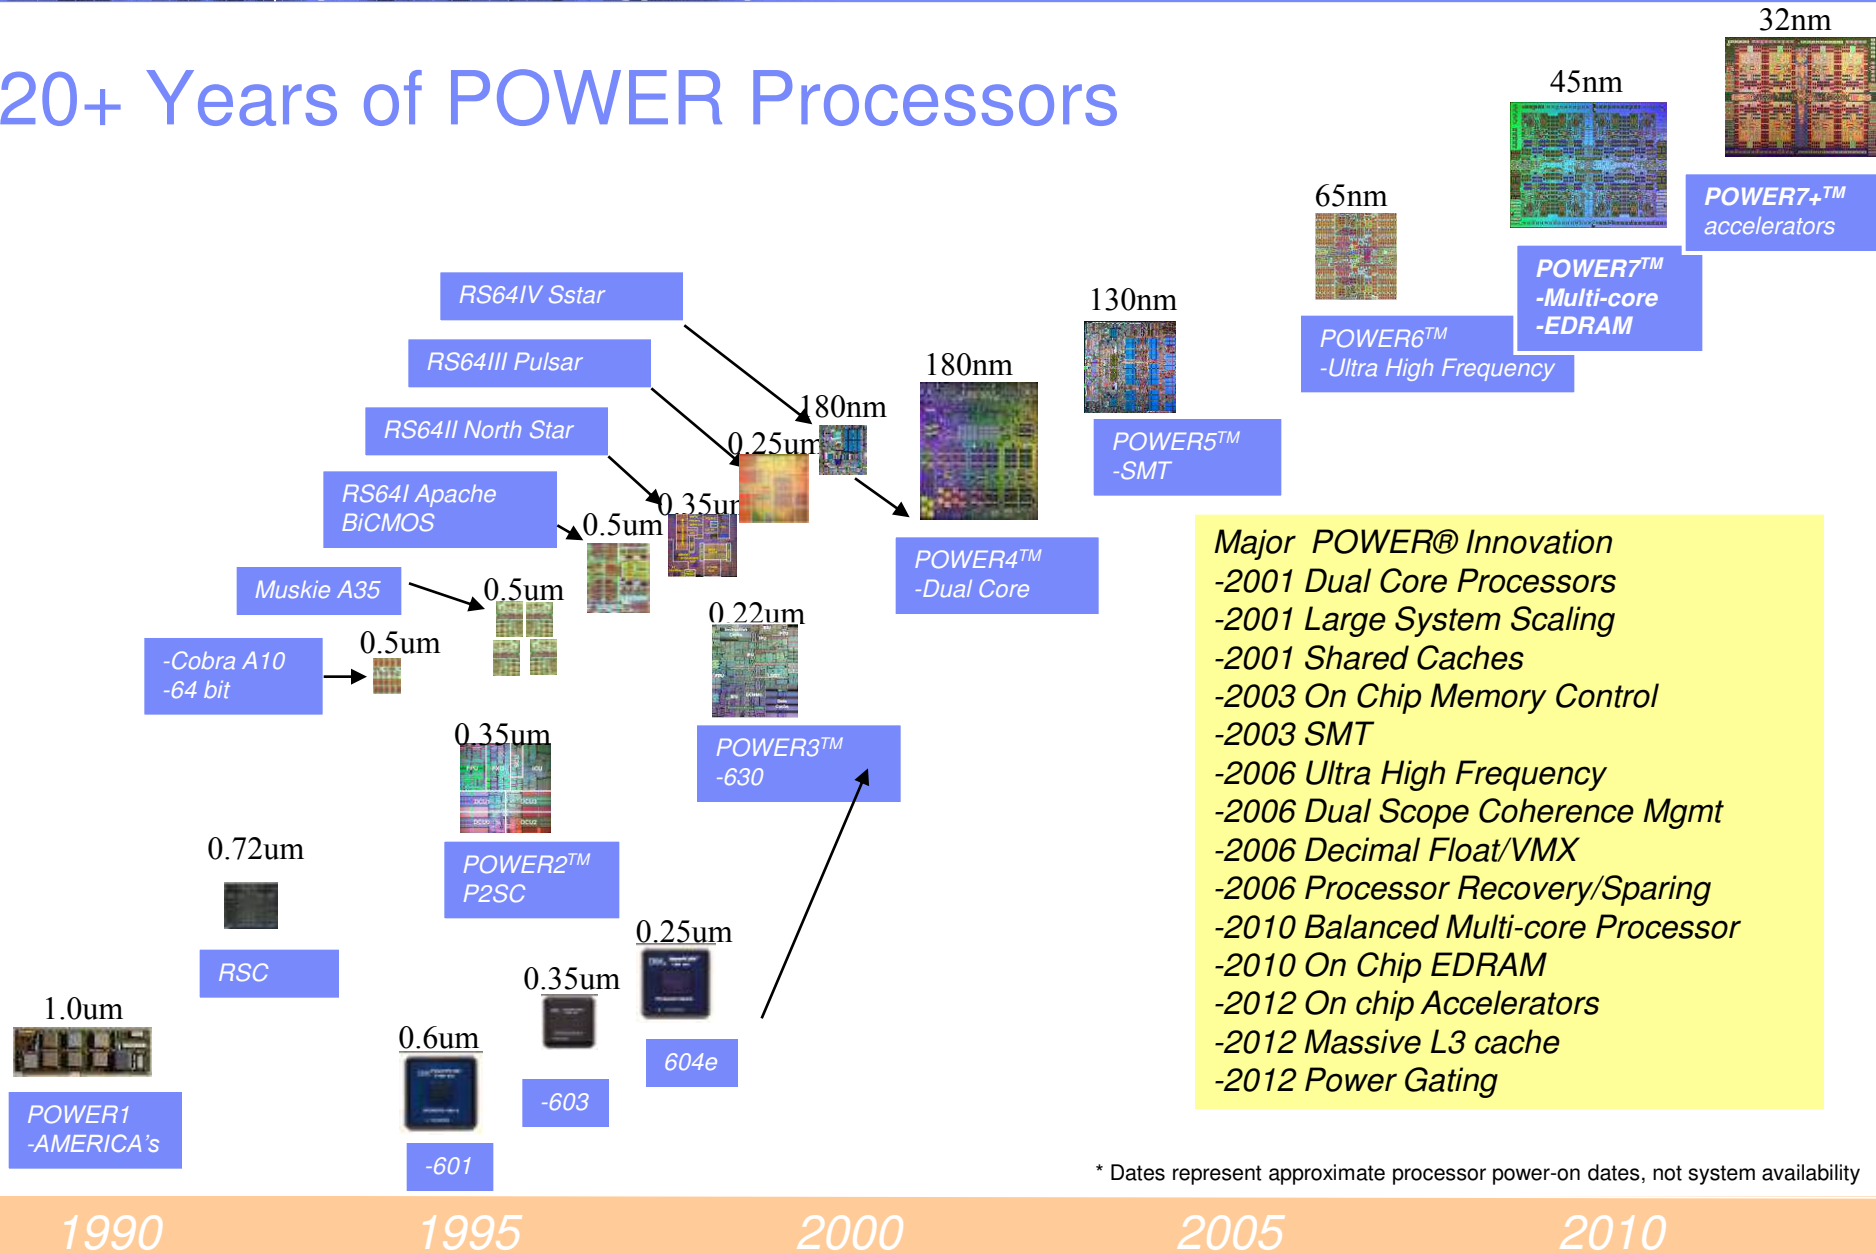 20+ Years of POWER Processors
32nm
45nm
POWER7+TM
accelerators
65nm
POWER7TM
-Multi-core
-EDRAM
RS64IV Sstar
130nm
POWER6TM
-Ultra High Frequency
RS64III Pulsar
180nm
180nm
RS64II North Star
0.25um
POWER5TM
-SMT
RS64I Apache
BiCMOS
0.5um
0.35um
POWER4TM
-Dual Core
Muskie A35
0.5um
0.22um
-Cobra A10
-64 bit
0.5um
0.35um
POWER3TM
-630
0.72um
POWER2TM
P2SC
RSC
0.25um
0.35um
604e
1.0um
0.6um
-603
POWER1
-AMERICA's
-601
Major POWER® Innovation
-2001 Dual Core Processors
-2001 Large System Scaling
-2001 Shared Caches
-2003 On Chip Memory Control
-2003 SMT
-2006 Ultra High Frequency
-2006 Dual Scope Coherence Mgmt
-2006 Decimal Float/VMX
-2006 Processor Recovery/Sparing
-2010 Balanced Multi-core Processor
-2010 On Chip EDRAM
-2012 On chip Accelerators
-2012 Massive L3 cache
-2012 Power Gating
* Dates represent approximate processor power-on dates, not system availability
1990 1995 2000 2005 2010